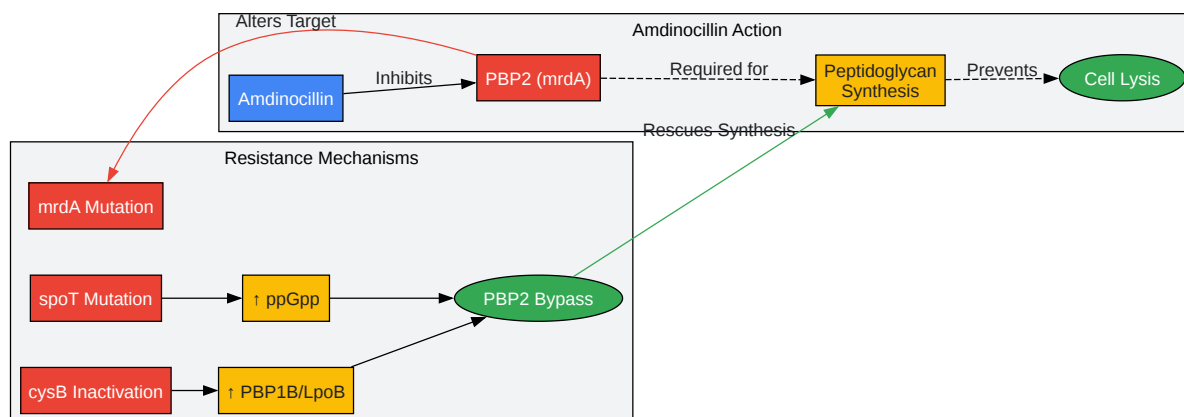 Alters Target
Amdinocillin Action
Amdinocillin
Inhibits
PBP2 (mrdA)
Required for
Peptidoglycan
Synthesis
Prevents
Cell Lysis
Rescues Synthesis
Resistance Mechanisms
mrdA Mutation
spoT Mutation
↑ ppGpp
PBP2 Bypass
cysB Inactivation
↑ PBP1B/LpoB